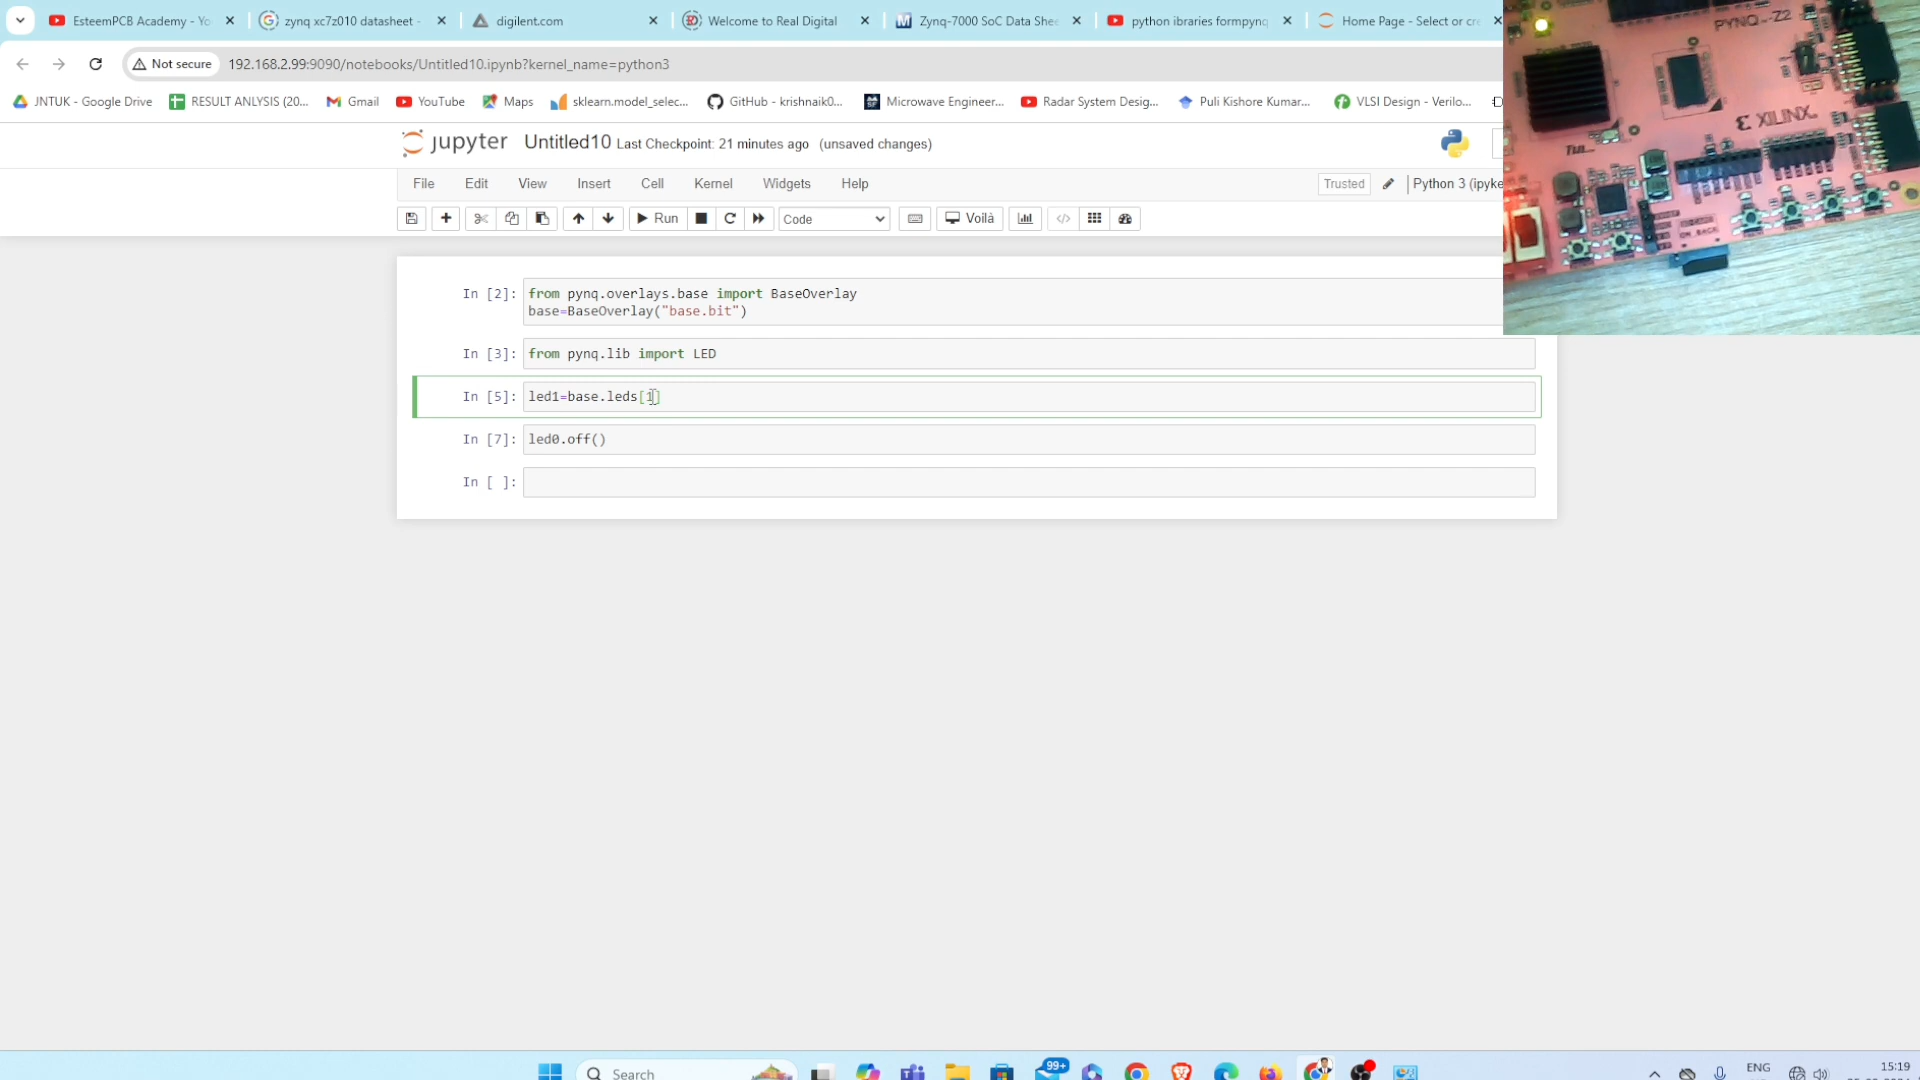 EsteemPCB Academy - Yo
zynq xc7z010 datasheet -
digilent.com
Welcome to Real Digital
Zynq-7000 SoC Data Shee
python ibraries formpynq
Home Page - Select or cre
Not secure
192.168.2.99:9090/notebooks/Untitled10.ipynb?kernel_name=python3
JNTUK - Google Drive
RESULT ANLYSIS (20...
Gmail
YouTube
Maps
sklearn.model_selec...
GitHub - krishnaik0...
Microwave Engineer...
Radar System Desig...
Puli Kishore Kumar...
VLSI Design - Verilo...
jupyter Untitled10 Last Checkpoint: 21 minutes ago (unsaved changes)
File Edit View Insert Cell Kernel Widgets Help
Trusted Python 3 (ipyke
Run Code Voilà
In [2]: from pynq.overlays.base import BaseOverlay
base=BaseOverlay("base.bit")
In [3]: from pynq.lib import LED
In [5]: led1=base.leds[1]
In [7]: led0.off()
In [ ]:
PYNQ-Z2
XILINX
Search
99+
ENG
15:19